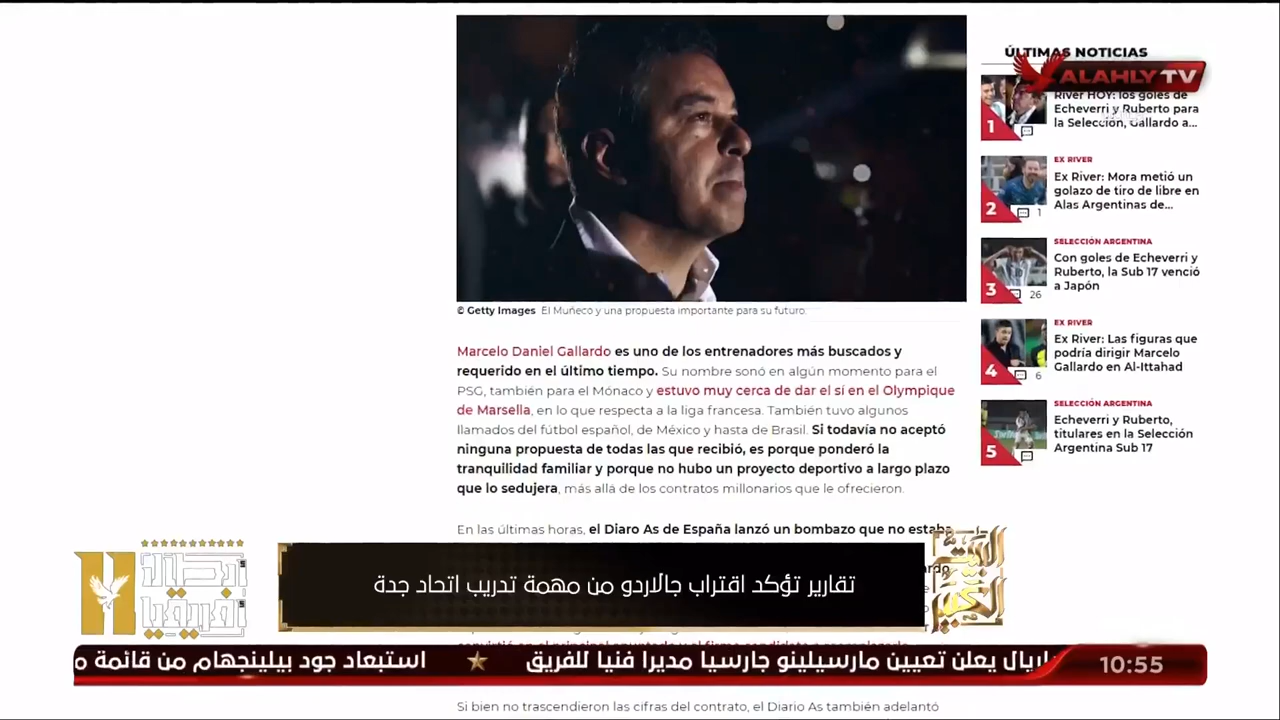 ÚLTIMAS NOTICIAS
ALAHLY TV
River HOY: los goles de
Echeverri y Ruberto para
la Selección, Gallardo a...
1
EX RIVER
Ex River: Mora metió un
golazo de tiro de libre en
Alas Argentinas de...
2
1
SELECCIÓN ARGENTINA
Con goles de Echeverri y
Ruberto, la Sub 17 venció
a Japón
3
26
EX RIVER
Ex River: Las figuras que
podría dirigir Marcelo
Gallardo en Al-Ittahad
4
6
SELECCIÓN ARGENTINA
Echeverri y Ruberto,
titulares en la Selección
Argentina Sub 17
5
© Getty Images El Muñeco y una propuesta importante para su futuro.
Marcelo Daniel Gallardo es uno de los entrenadores más buscados y
requerido en el último tiempo. Su nombre sonó en algún momento para el
PSG, también para el Mónaco y estuvo muy cerca de dar el sí en el Olympique
de Marsella, en lo que respecta a la liga francesa. También tuvo algunos
llamados del fútbol español, de México y hasta de Brasil. Si todavía no aceptó
ninguna propuesta de todas las que recibió, es porque ponderó la
tranquilidad familiar y porque no hubo un proyecto deportivo a largo plazo
que lo sedujera, más allá de los contratos millonarios que le ofrecieron.
En las últimas horas, el Diaro As de España lanzó un bombazo que no estaba
تقارير تؤكد اقتراب جالاردو من مهمة تدريب اتحاد جدة
أبطال
إفريقيا
البيت
الكبير
ياريال يعلن تعيين مارسيلينو جارسيا مديرا فنيا للفريق ★ استبعاد جود بيلينجهام من قائمة م
10:55
Si bien no trascendieron las cifras del contrato, el Diario As también adelantó